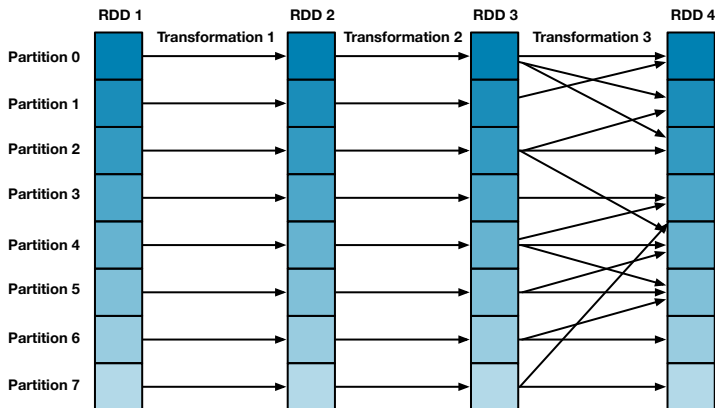 RDD 1
RDD 2
RDD 3
RDD 4
Transformation 1
Transformation 2
Transformation 3
Partition 0
Partition 1
Partition 2
Partition 3
Partition 4
Partition 5
Partition 6
Partition 7